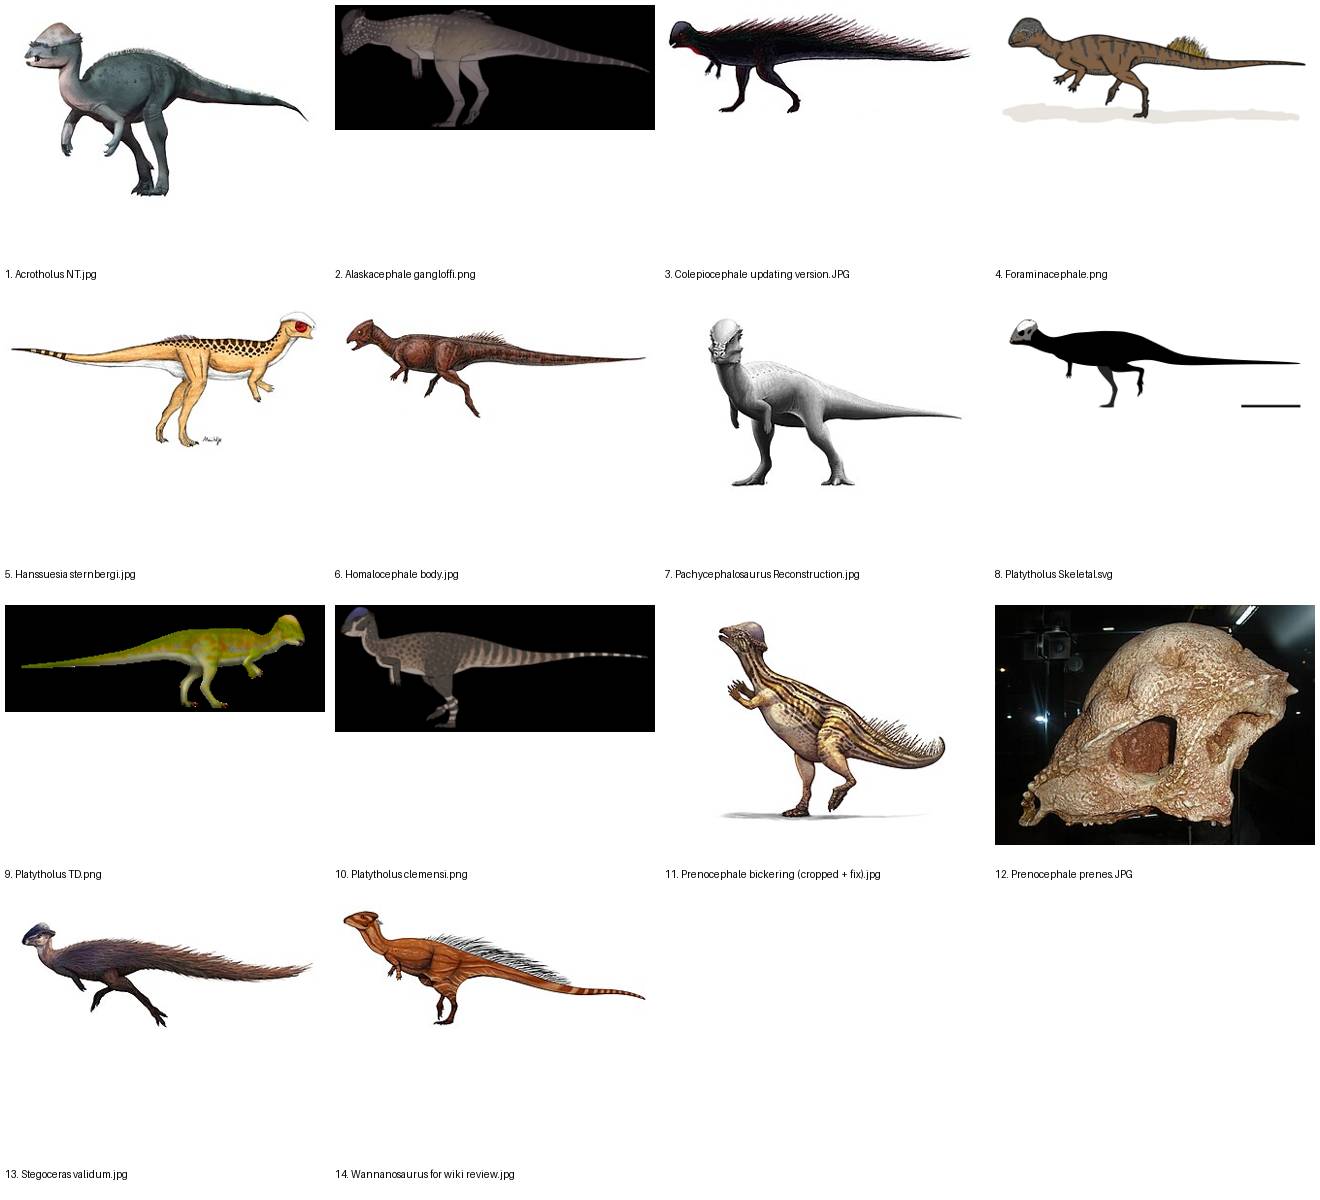 1. Acrotholus NT.jpg
2. Alaskacephale gangloffi.png
3. Colepiocephale updating version.JPG
4. Foraminacephale.png
5. Hanssuesia sternbergi.jpg
6. Homalocephale body.jpg
7. Pachycephalosaurus Reconstruction.jpg
8. Platytholus Skeletal.svg
9. Platytholus TD.png
10. Platytholus clemensi.png
11. Prenocephale bickering (cropped + fix).jpg
12. Prenocephale prenes.JPG
13. Stegoceras validum.jpg
14. Wannanosaurus for wiki review.jpg